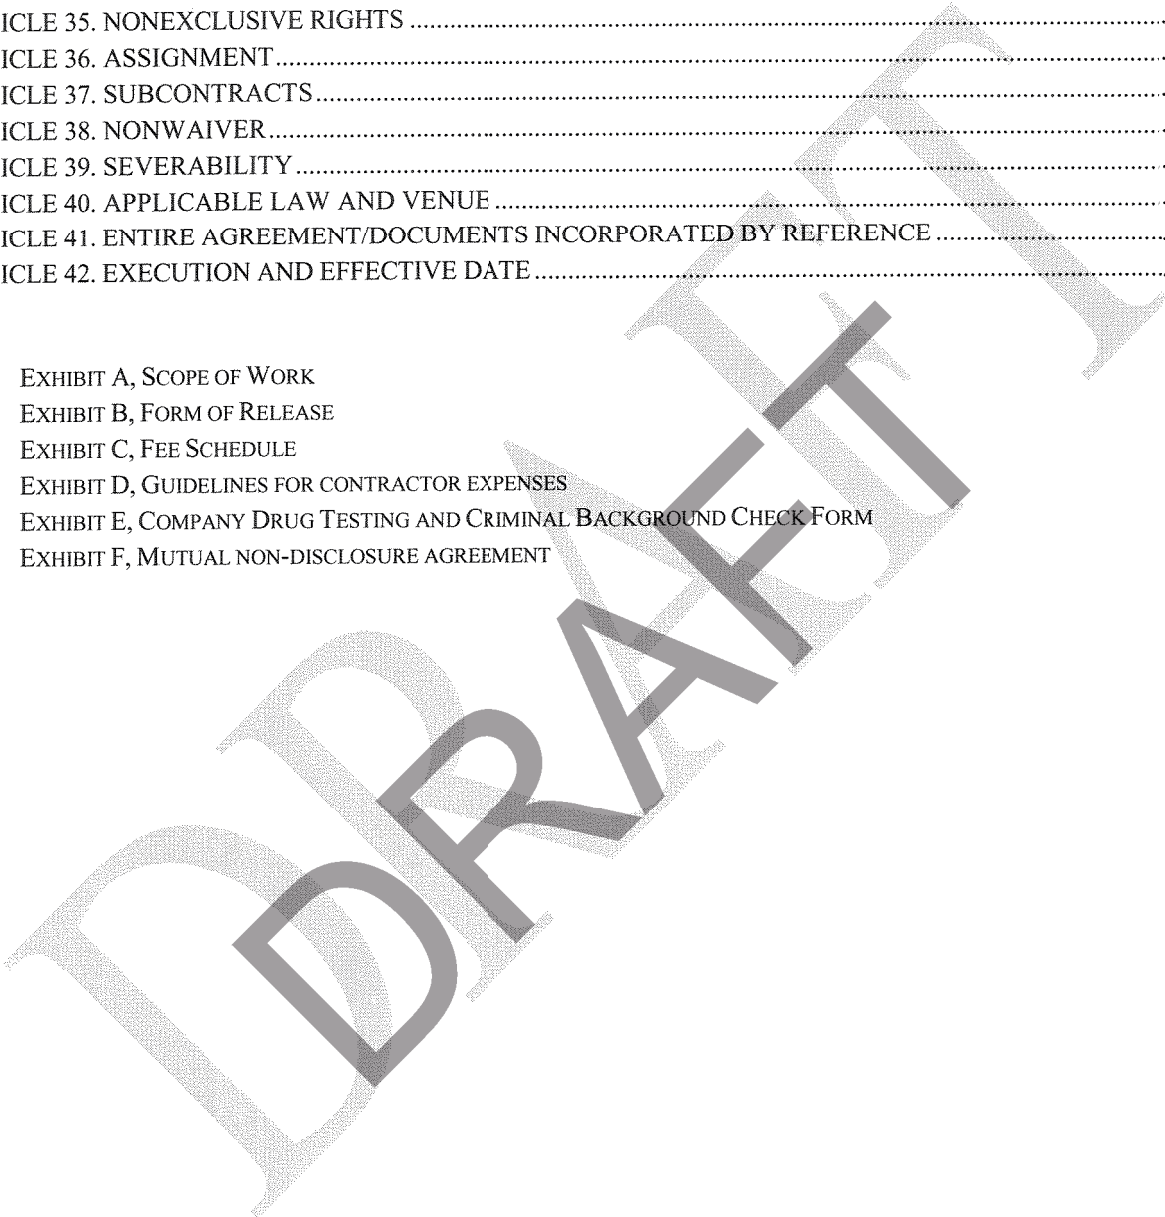 ICLE 35. NONEXCLUSIVE RIGHTS
ICLE 36. ASSIGNMENT
ICLE 37. SUBCONTRACTS
ICLE 38. NONWAIVER
ICLE 39. SEVERABILITY
ICLE 40. APPLICABLE LAW AND VENUE
ICLE 41. ENTIRE AGREEMENT/DOCUMENTS INCORPORATED BY REFERENCE
ICLE 42. EXECUTION AND EFFECTIVE DATE
EXHIBIT A, SCOPE OF WORK
EXHIBIT B, FORM OF RELEASE
EXHIBIT C, FEE SCHEDULE
EXHIBIT D, GUIDELINES FOR CONTRACTOR EXPENSES
EXHIBIT E, COMPANY DRUG TESTING AND CRIMINAL BACKGROUND CHECK FORM
EXHIBIT F, MUTUAL NON-DISCLOSURE AGREEMENT
DRAFT
DRAFT